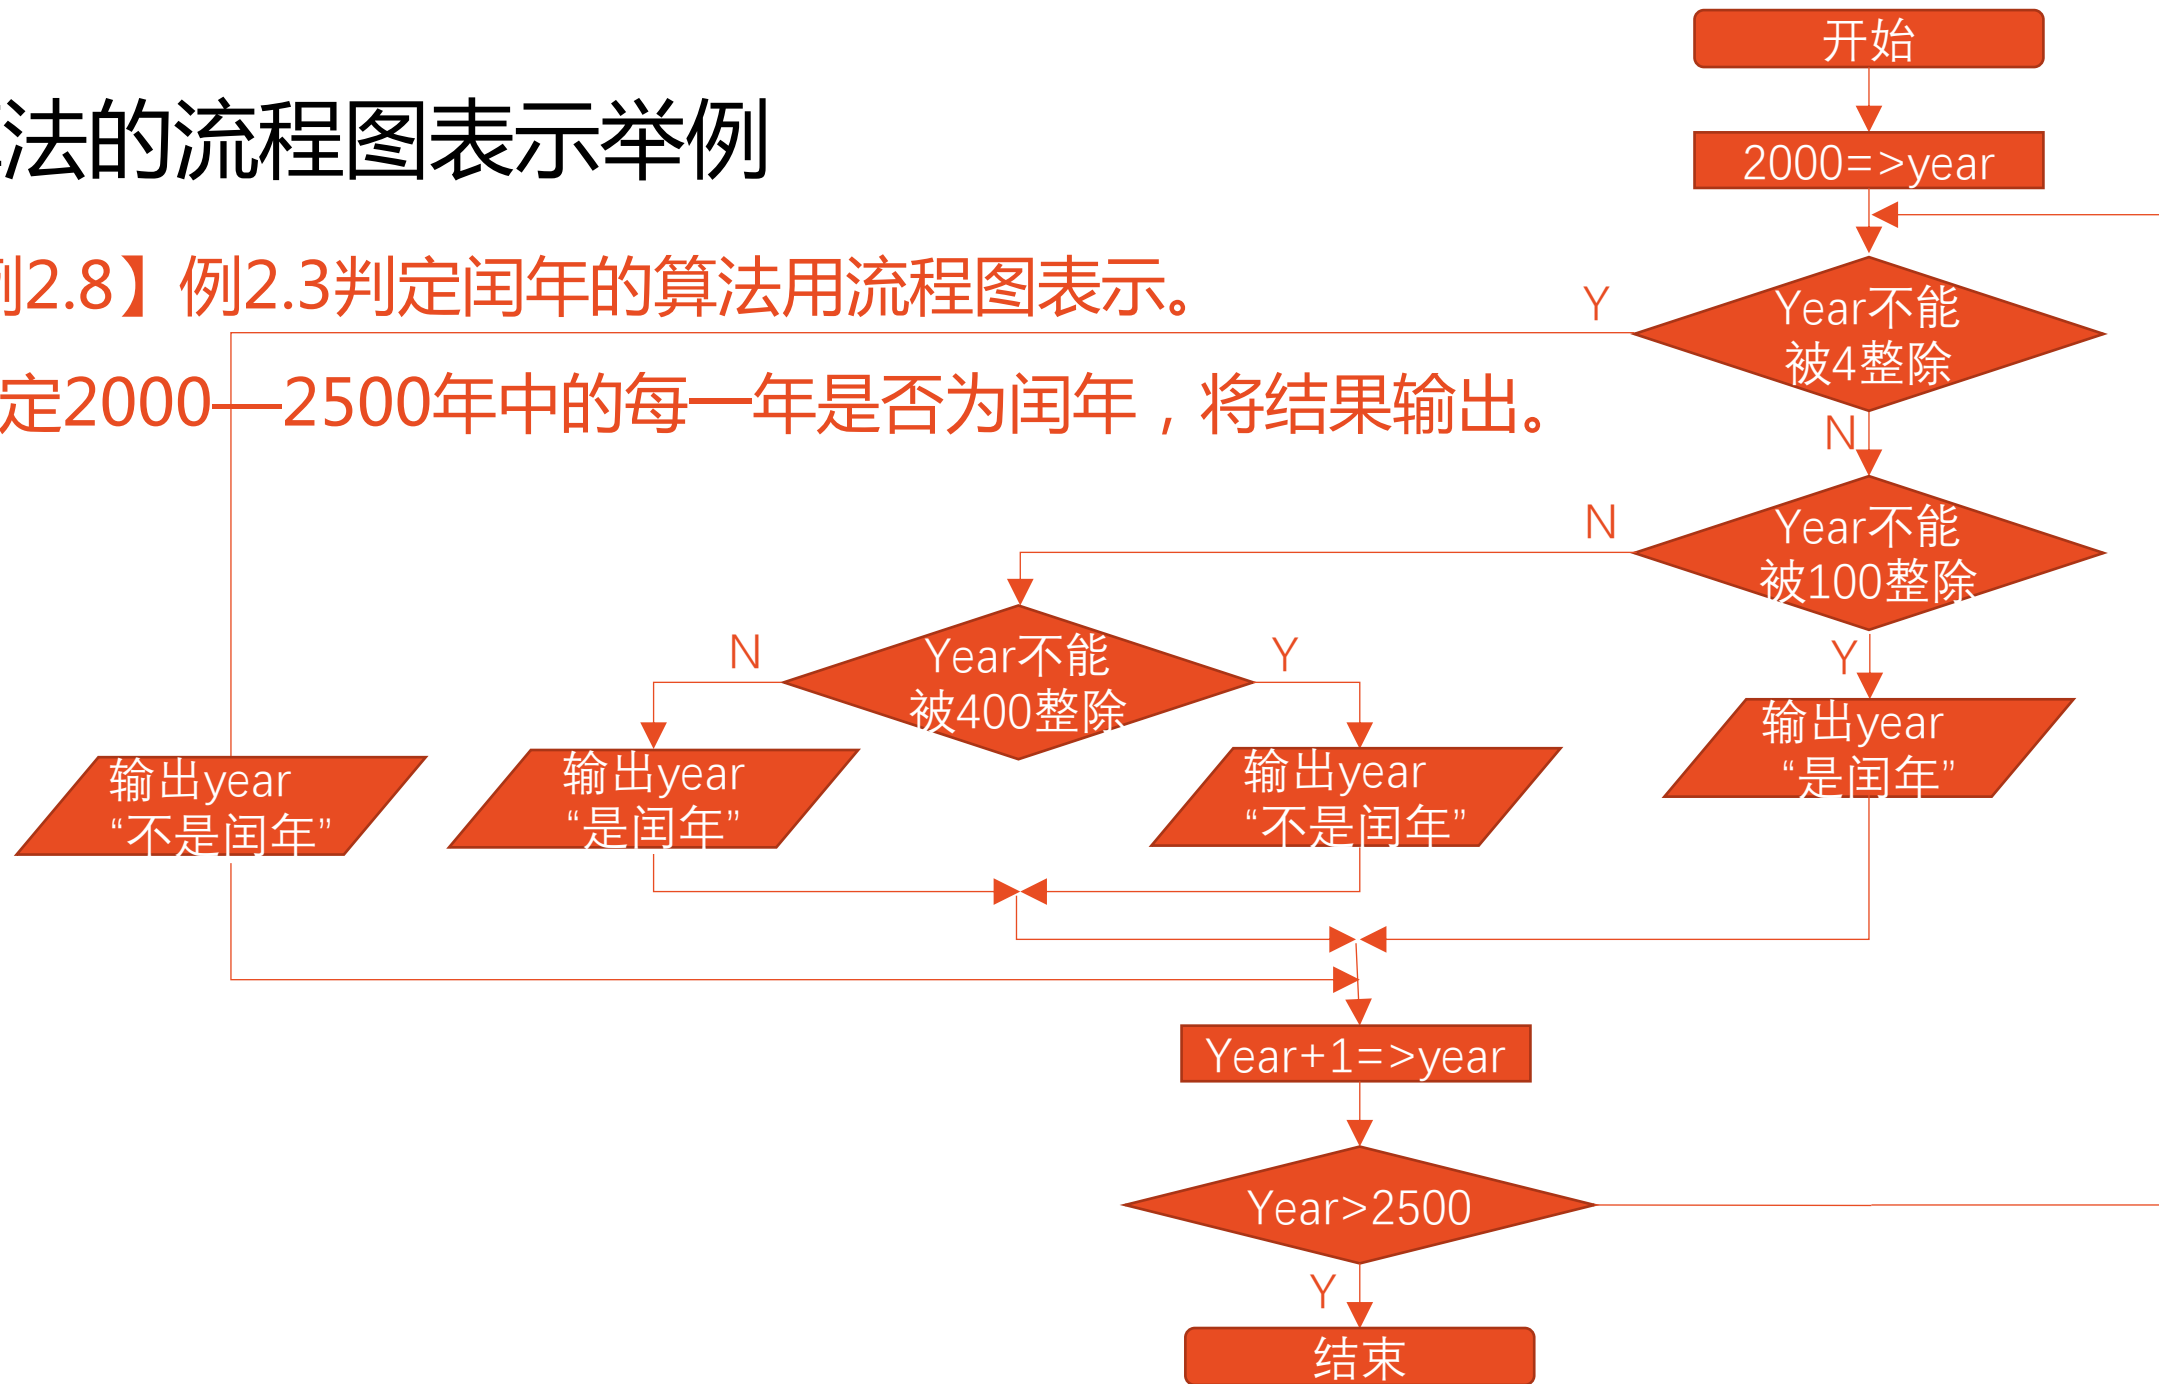 法的流程图表示举例
例2.8】例2.3判定闰年的算法用流程图表示。
定2000—2500年中的每一年是否为闰年，将结果输出。
开始
2000=>year
Y
Year不能
被4整除
N
N
Year不能
被100整除
Y
N
Year不能
被400整除
Y
输出year
“不是闰年”
输出year
“是闰年”
输出year
“不是闰年”
输出year
“是闰年”
Year+1=>year
Year>2500
Y
结束